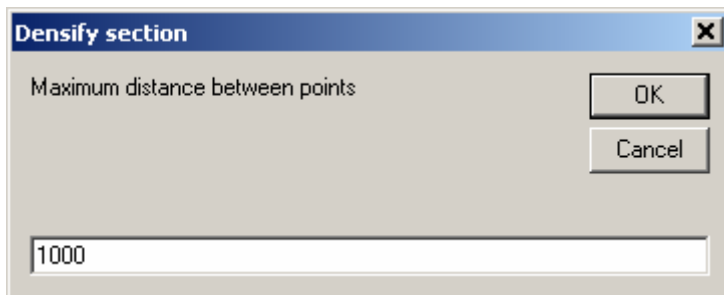 Densify section
Maximum distance between points
OK
Cancel
1000